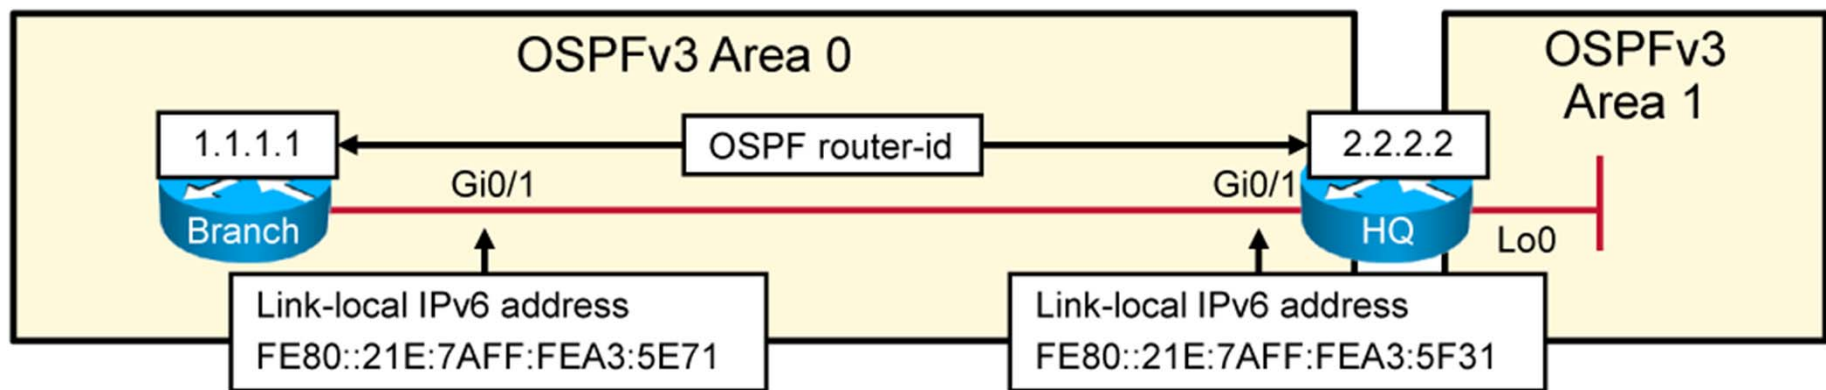 OSPFv3 Area 0
OSPFv3
Area 1
1.1.1.1
OSPF router-id
2.2.2.2
Gi0/1
Gi0/1
Branch
HQ
Lo0
Link-local IPv6 address
FE80::21E:7AFF:FEA3:5E71
Link-local IPv6 address
FE80::21E:7AFF:FEA3:5F31